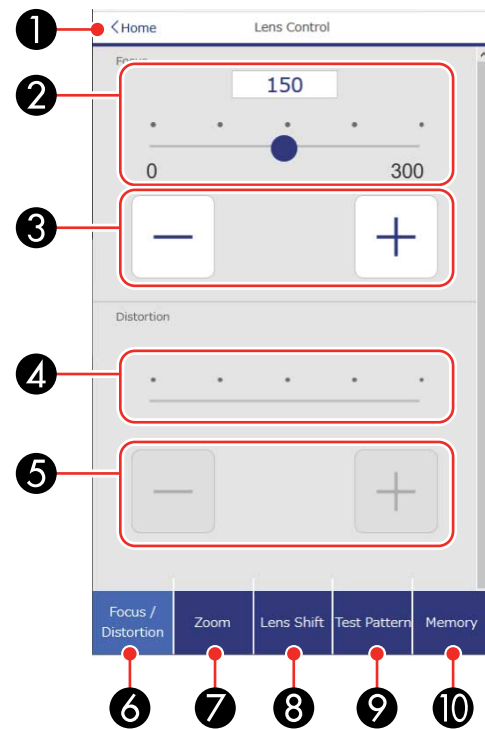 1
<Home
Lens Control
Focus
2
150
0
300
3
Distortion
4
5
Focus /
Distortion
Zoom
Lens Shift
Test Pattern
Memory
6
7
8
9
10